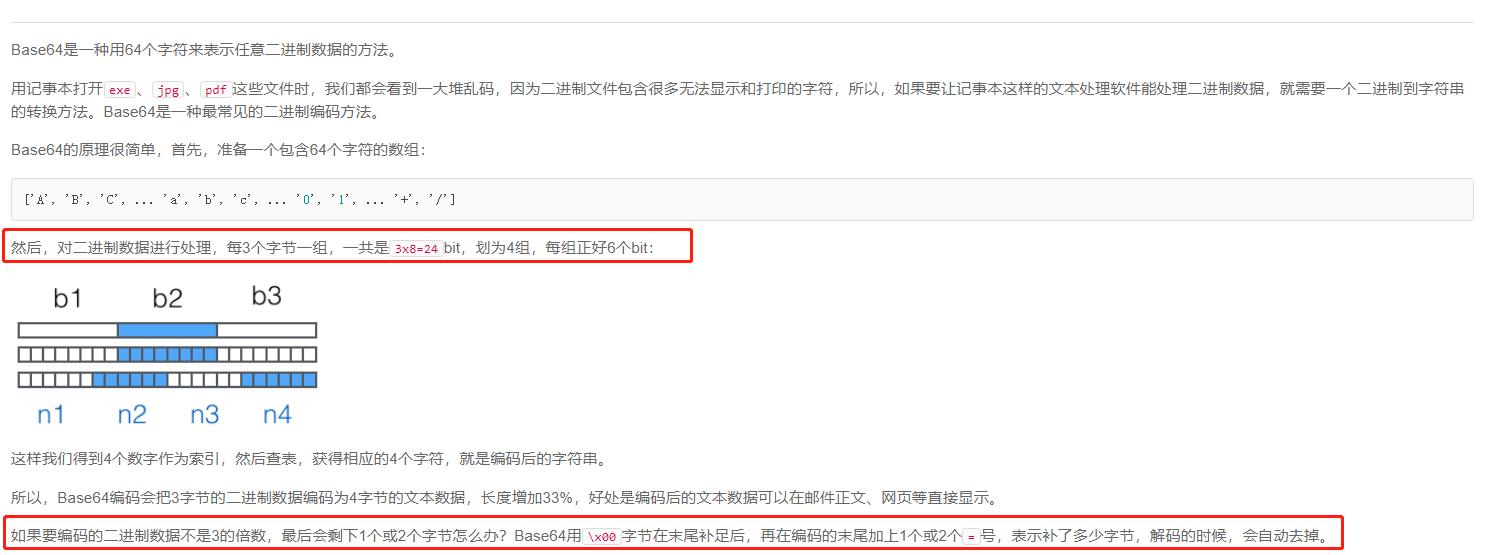 Base64是一种用64个字符来表示任意二进制数据的方法。
用记事本打开exe、jpg、pdf这些文件时，我们都会看到一大堆乱码，因为二进制文件包含很多无法显示和打印的字符，所以，如果要让记事本这样的文本处理软件能处理二进制数据，就需要一个二进制到字符串
的转换方法。Base64是一种最常见的二进制编码方法。
Base64的原理很简单，首先，准备一个包含64个字符的数组：
['A', 'B', 'C', ... 'a', 'b', 'c', ... '0', '1', ... '+', '/']
然后，对二进制数据进行处理，每3个字节一组，一共是3x8=24bit，划为4组，每组正好6个bit：
b1 b2 b3
n1 n2 n3 n4
这样我们得到4个数字作为索引，然后查表，获得相应的4个字符，就是编码后的字符串。
所以，Base64编码会把3字节的二进制数据编码为4字节的文本数据，长度增加33%，好处是编码后的文本数据可以在邮件正文、网页等直接显示。
如果要编码的二进制数据不是3的倍数，最后会剩下1个或2个字节怎么办？Base64用\x00字节在末尾补足后，再在编码的末尾加上1个或2个=号，表示补了多少字节，解码的时候，会自动去掉。